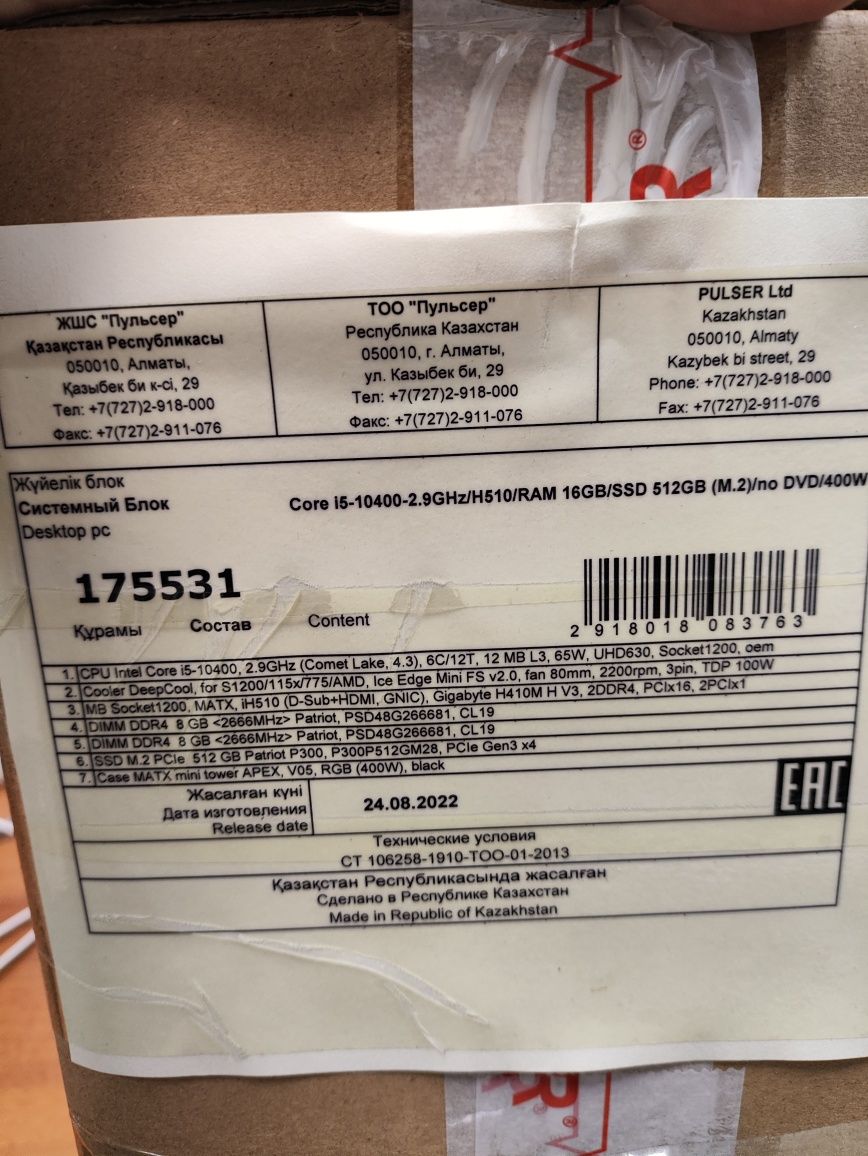 R®
ЖШС "Пульсер"
Қазақстан Республикасы
050010, Алматы,
Қазыбек би к-сі, 29
Тел: +7(727)2-918-000
Факс: +7(727)2-911-076
ТОО "Пульсер"
Республика Казахстан
050010, г. Алматы,
ул. Казыбек би, 29
Тел: +7(727)2-918-000
Факс: +7(727)2-911-076
PULSER Ltd
Kazakhstan
050010, Almaty
Kazybek bi street, 29
Phone: +7(727)2-918-000
Fax: +7(727)2-911-076
Жүйелік блок
Системный Блок
Desktop pc
Core i5-10400-2.9GHz/H510/RAM 16GB/SSD 512GB (M.2)/no DVD/400W
175531
Құрамы Состав Content
2 918018 083763
1. CPU Intel Core i5-10400, 2.9GHz (Comet Lake, 4.3), 6C/12T, 12 MB L3, 65W, UHD630, Socket1200, oem
2. Cooler DeepCool, for S1200/115x/775/AMD, Ice Edge Mini FS v2.0, fan 80mm, 2200rpm, 3pin, TDP 100W
3. MB Socket1200, MATX, iH510 (D-Sub+HDMI, GNIC), Gigabyte H410M H V3, 2DDR4, PCIx16, 2PCIx1
4. DIMM DDR4 8 GB <2666MHz> Patriot, PSD48G266681, CL19
5. DIMM DDR4 8 GB <2666MHz> Patriot, PSD48G266681, CL19
6. SSD M.2 PCIe 512 GB Patriot P300, P300P512GM28, PCIe Gen3 x4
7. Case MATX mini tower APEX, V05, RGB (400W), black
Жасалған күні
Дата изготовления
Release date
24.08.2022
EAC
Технические условия
СТ 106258-1910-ТОО-01-2013
Қазақстан Республикасында жасалған
Сделано в Республике Казахстан
Made in Republic of Kazakhstan
R®